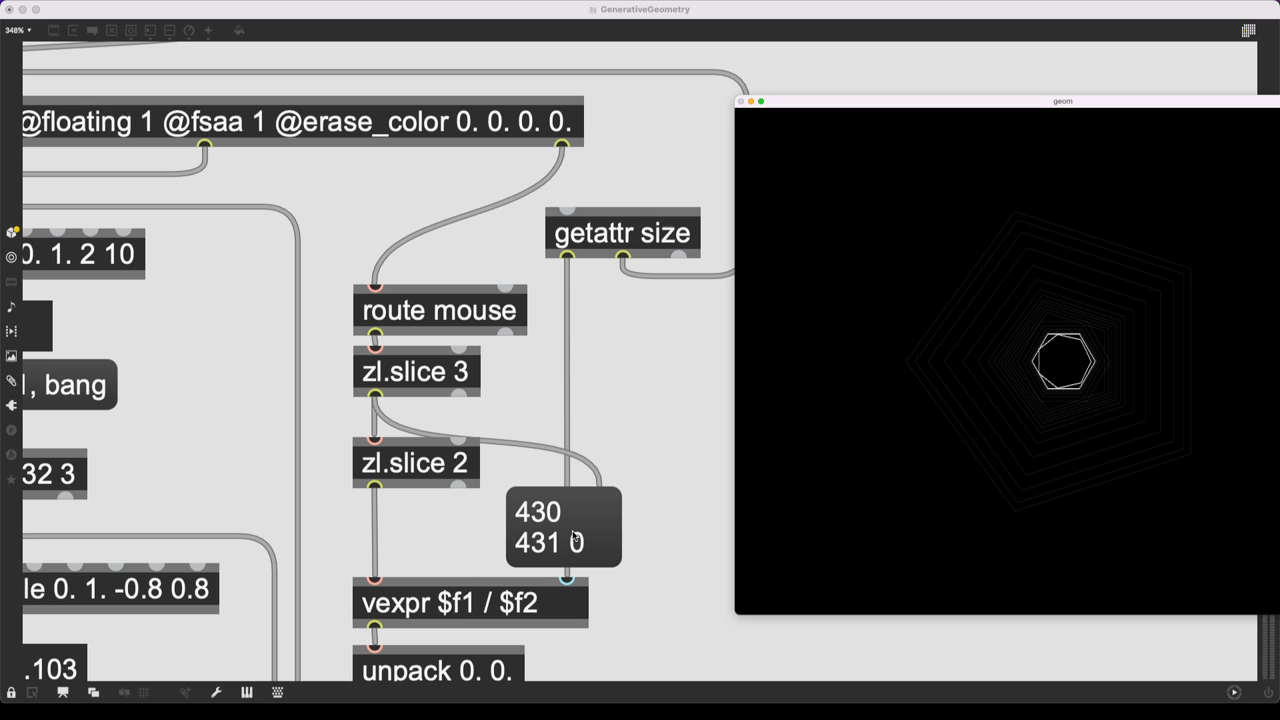 GenerativeGeometry
348%
@floating 1 @fsaa 1 @erase_color 0. 0. 0. 0.
geom
getattr size
0. 1. 2 10
route mouse
zl.slice 3
, bang
zl.slice 2
32 3
430
431 0
le 0. 1. -0.8 0.8
vexpr $f1 / $f2
.103
unpack 0. 0.